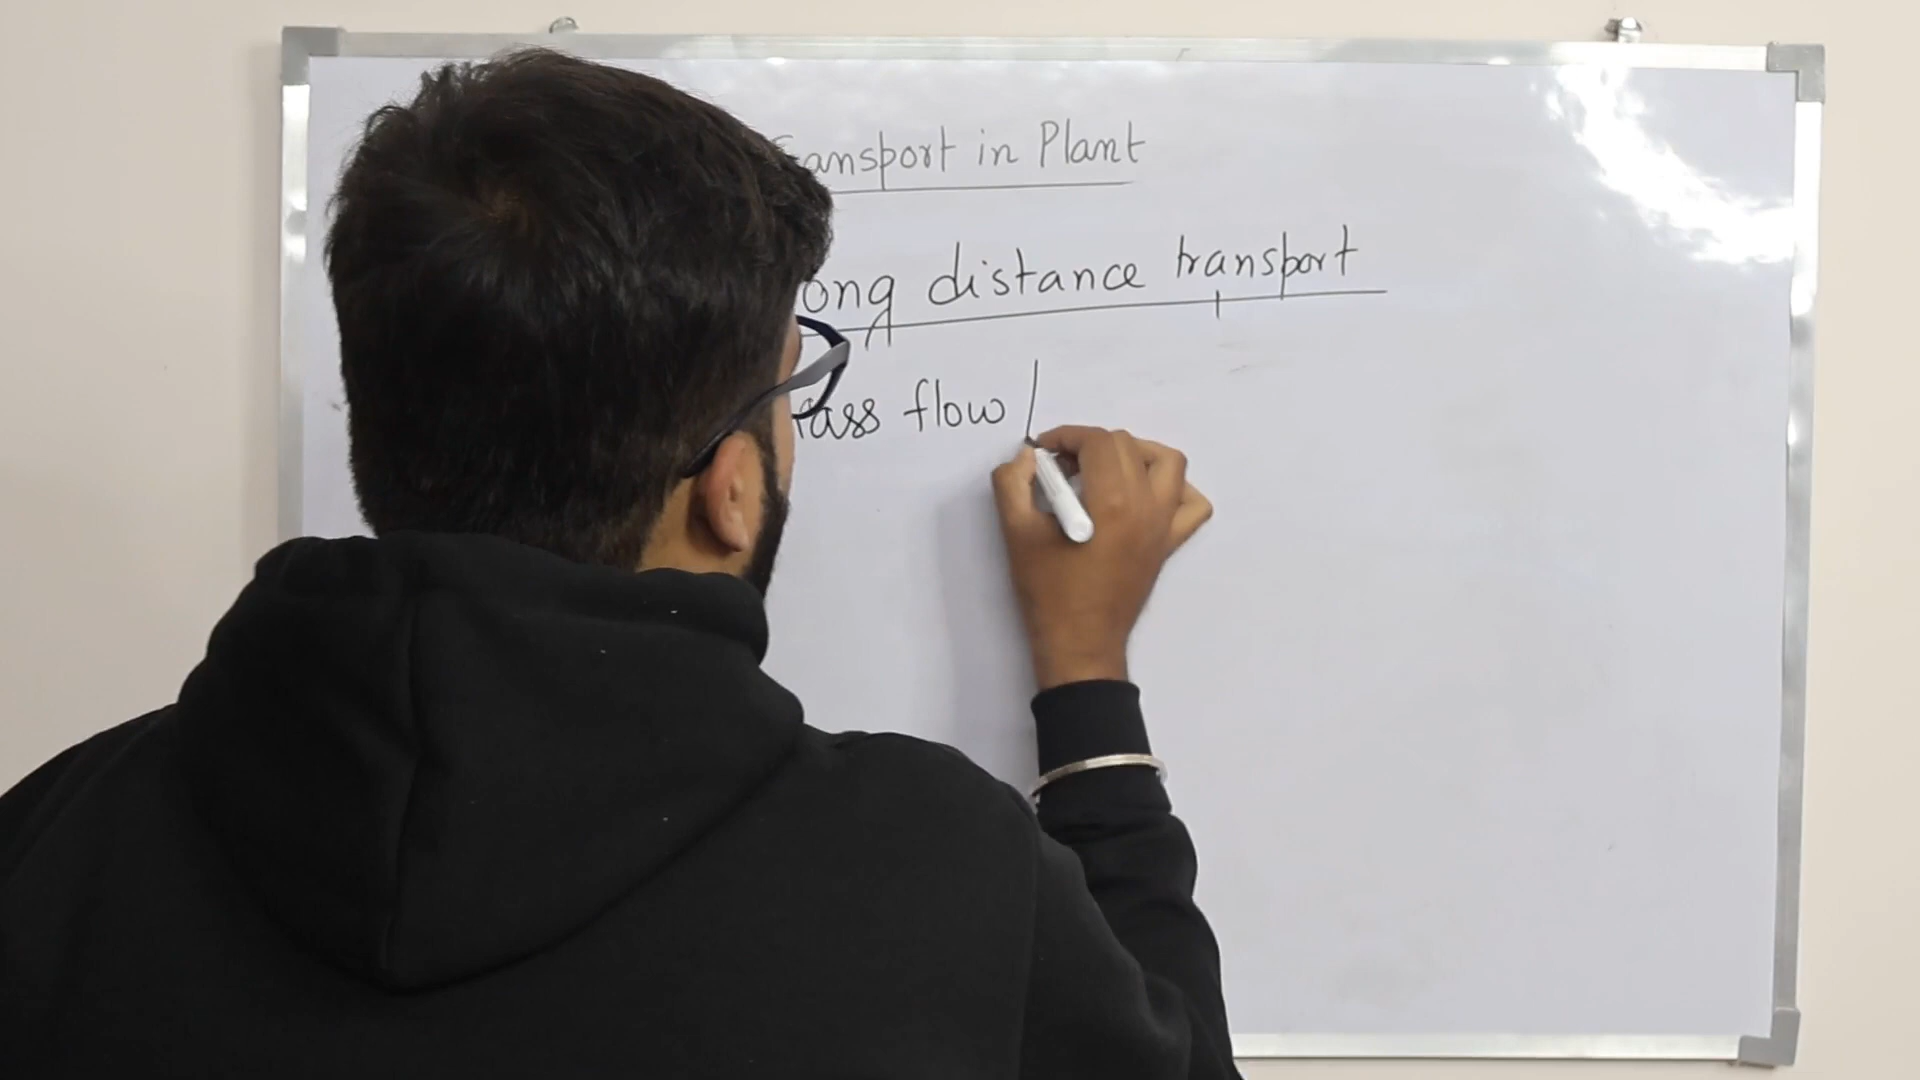 Transport in Plant
ong distance transport
ass flow /